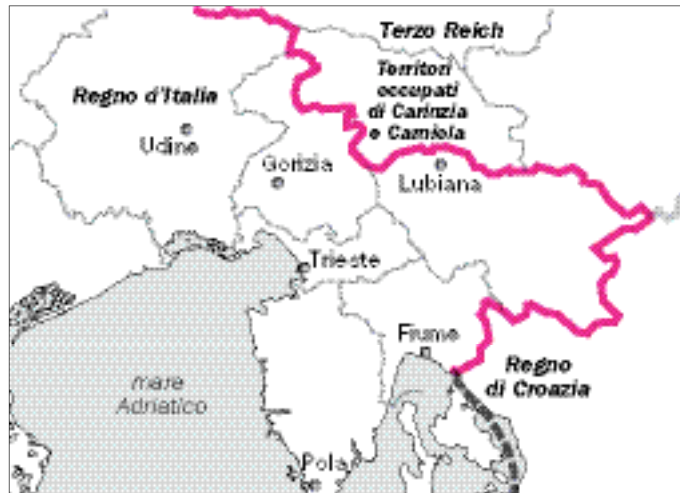 Terzo Reich
Territori
occupati
di Carinzia
e Carniola
Regno d'Italia
Udine
Gorizia
Lubiana
Trieste
Fiume
Regno
di Croazia
mare
Adriatico
Pola